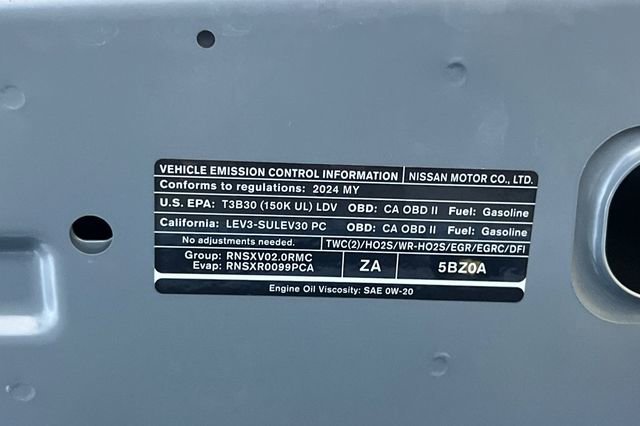 VEHICLE EMISSION CONTROL INFORMATION NISSAN MOTOR CO., LTD.
Conforms to regulations: 2024 MY
U.S. EPA: T3B30 (150K UL) LDV OBD: CA OBD II Fuel: Gasoline
California: LEV3-SULEV30 PC OBD: CA OBD II Fuel: Gasoline
No adjustments needed. TWC(2)/HO2S/WR-HO2S/EGR/EGRC/DFI
Group: RNSXV02.0RMC
Evap: RNSXR0099PCA ZA 5BZ0A
Engine Oil Viscosity: SAE 0W-20